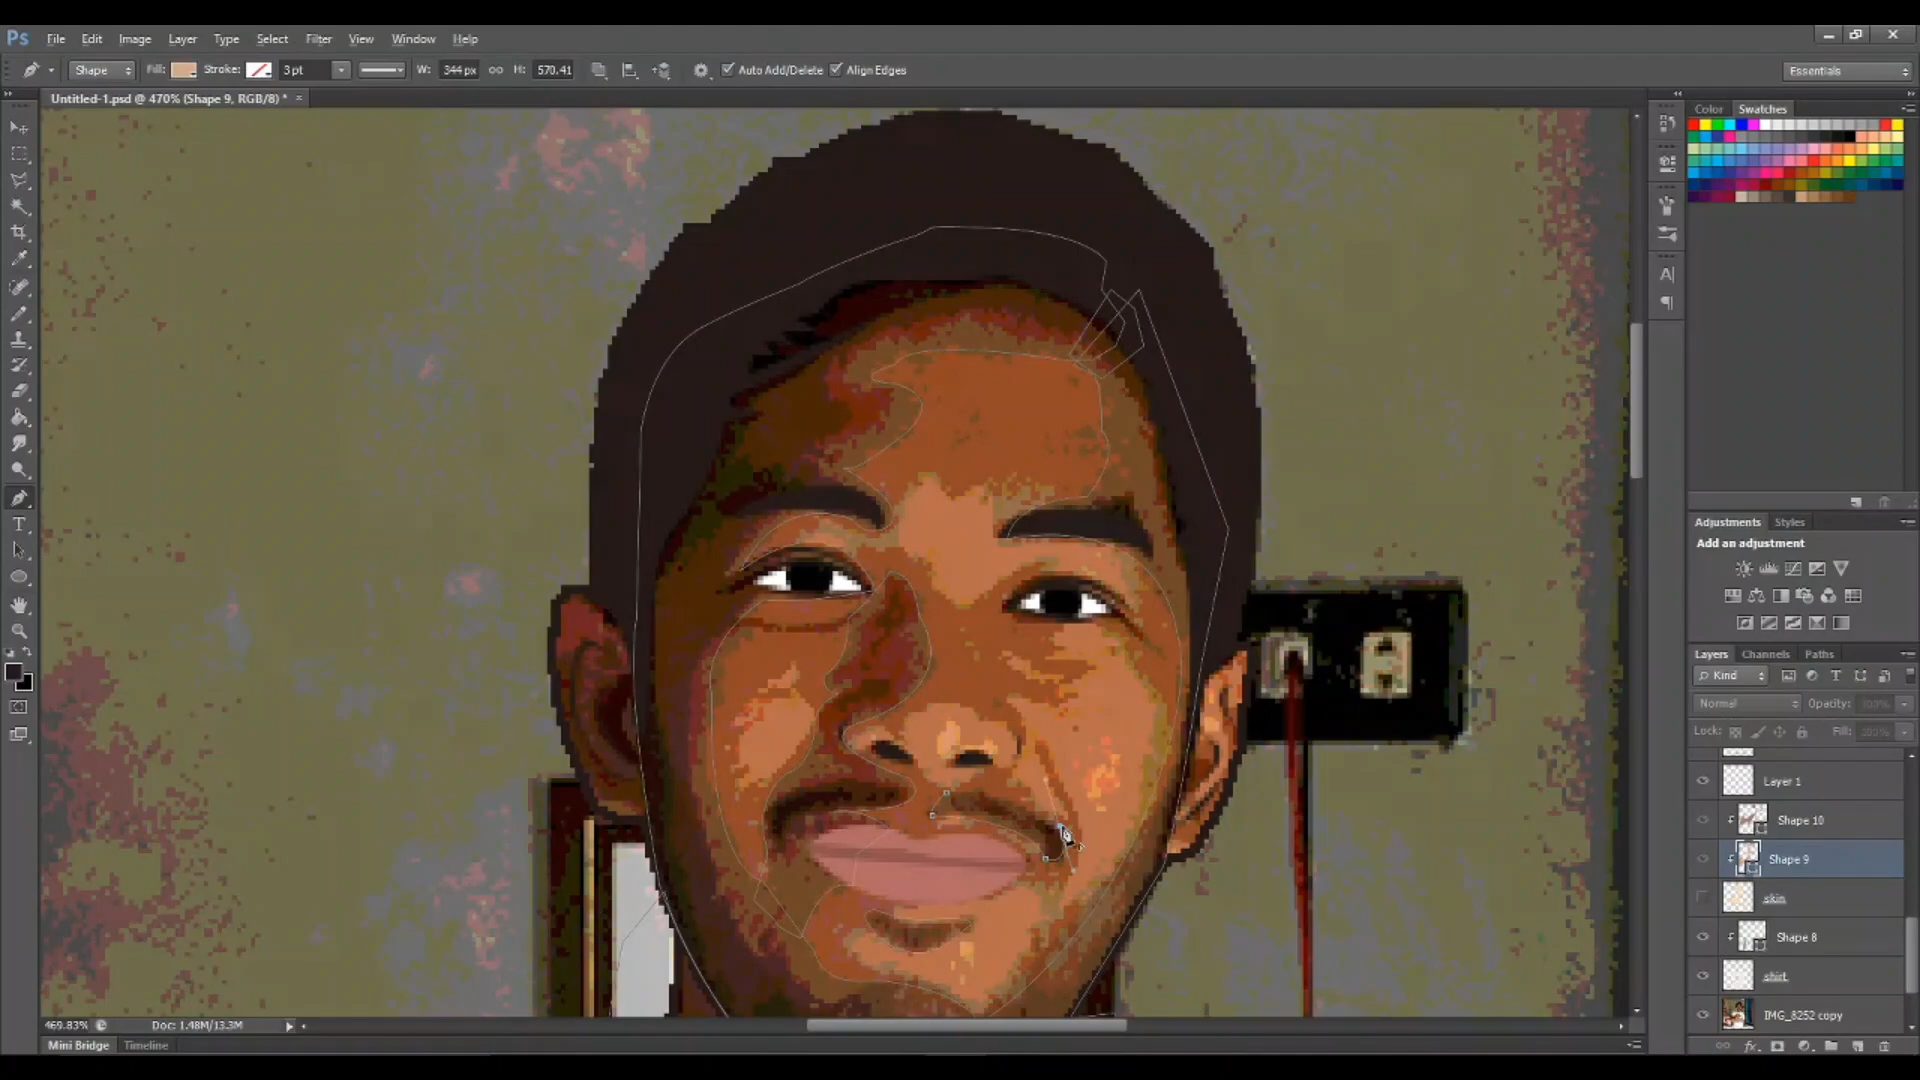 Ps File Edit Image Layer Type Select Filter View Window Help
Shape Fill: Stroke: 3 pt W: 344 px H: 570.41 Auto Add/Delete Align Edges Essentials
Untitled-1.psd @ 470% (Shape 9, RGB/8) * ×
Color Swatches
Adjustments Styles
Add an adjustment
Layers Channels Paths
Kind
Normal Opacity: 100%
Lock: Fill: 100%
Layer 1
Shape 10
Shape 9
skin
Shape 8
shirt
IMG_8252 copy
469.83% Doc: 1.48M/13.3M
Mini Bridge Timeline